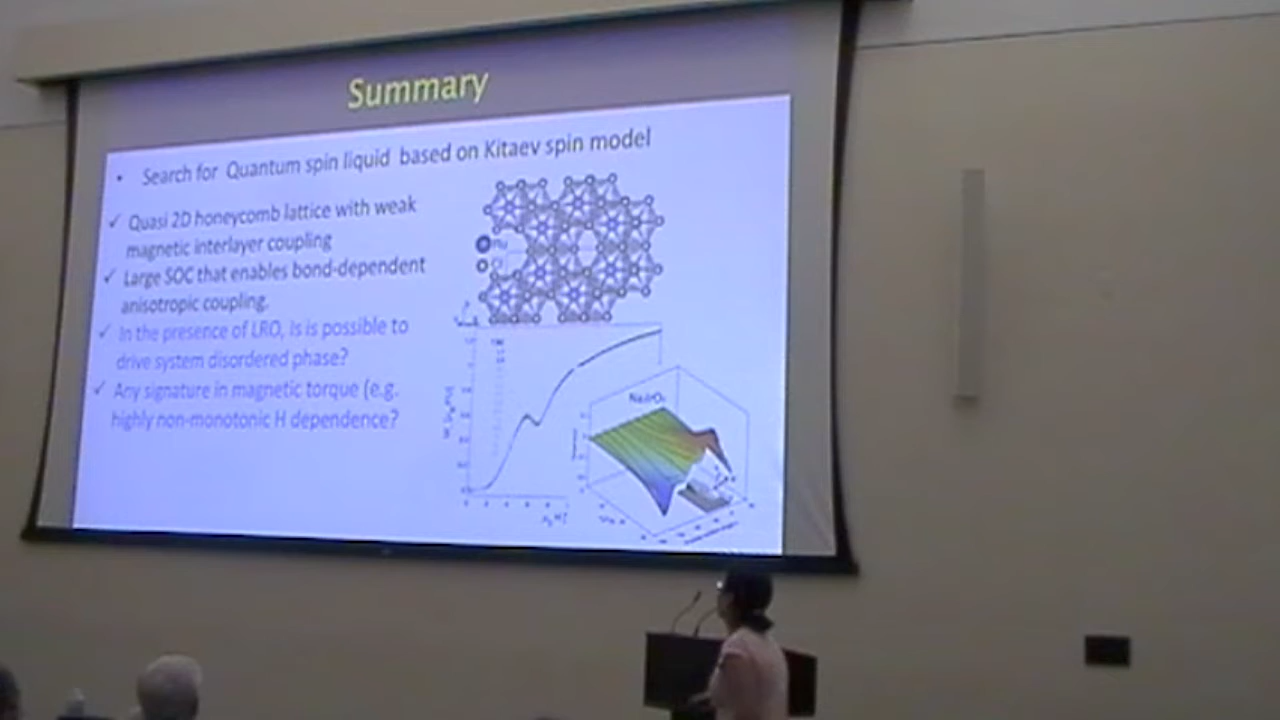 Summary
• Search for Quantum spin liquid based on Kitaev spin model
✓ Quasi 2D honeycomb lattice with weak
magnetic interlayer coupling
✓ Large SOC that enables bond-dependent
anisotropic coupling.
✓ In the presence of LRO, Is is possible to
drive system disordered phase?
✓ Any signature in magnetic torque (e.g.
highly non-monotonic H dependence?
Ru
Cl